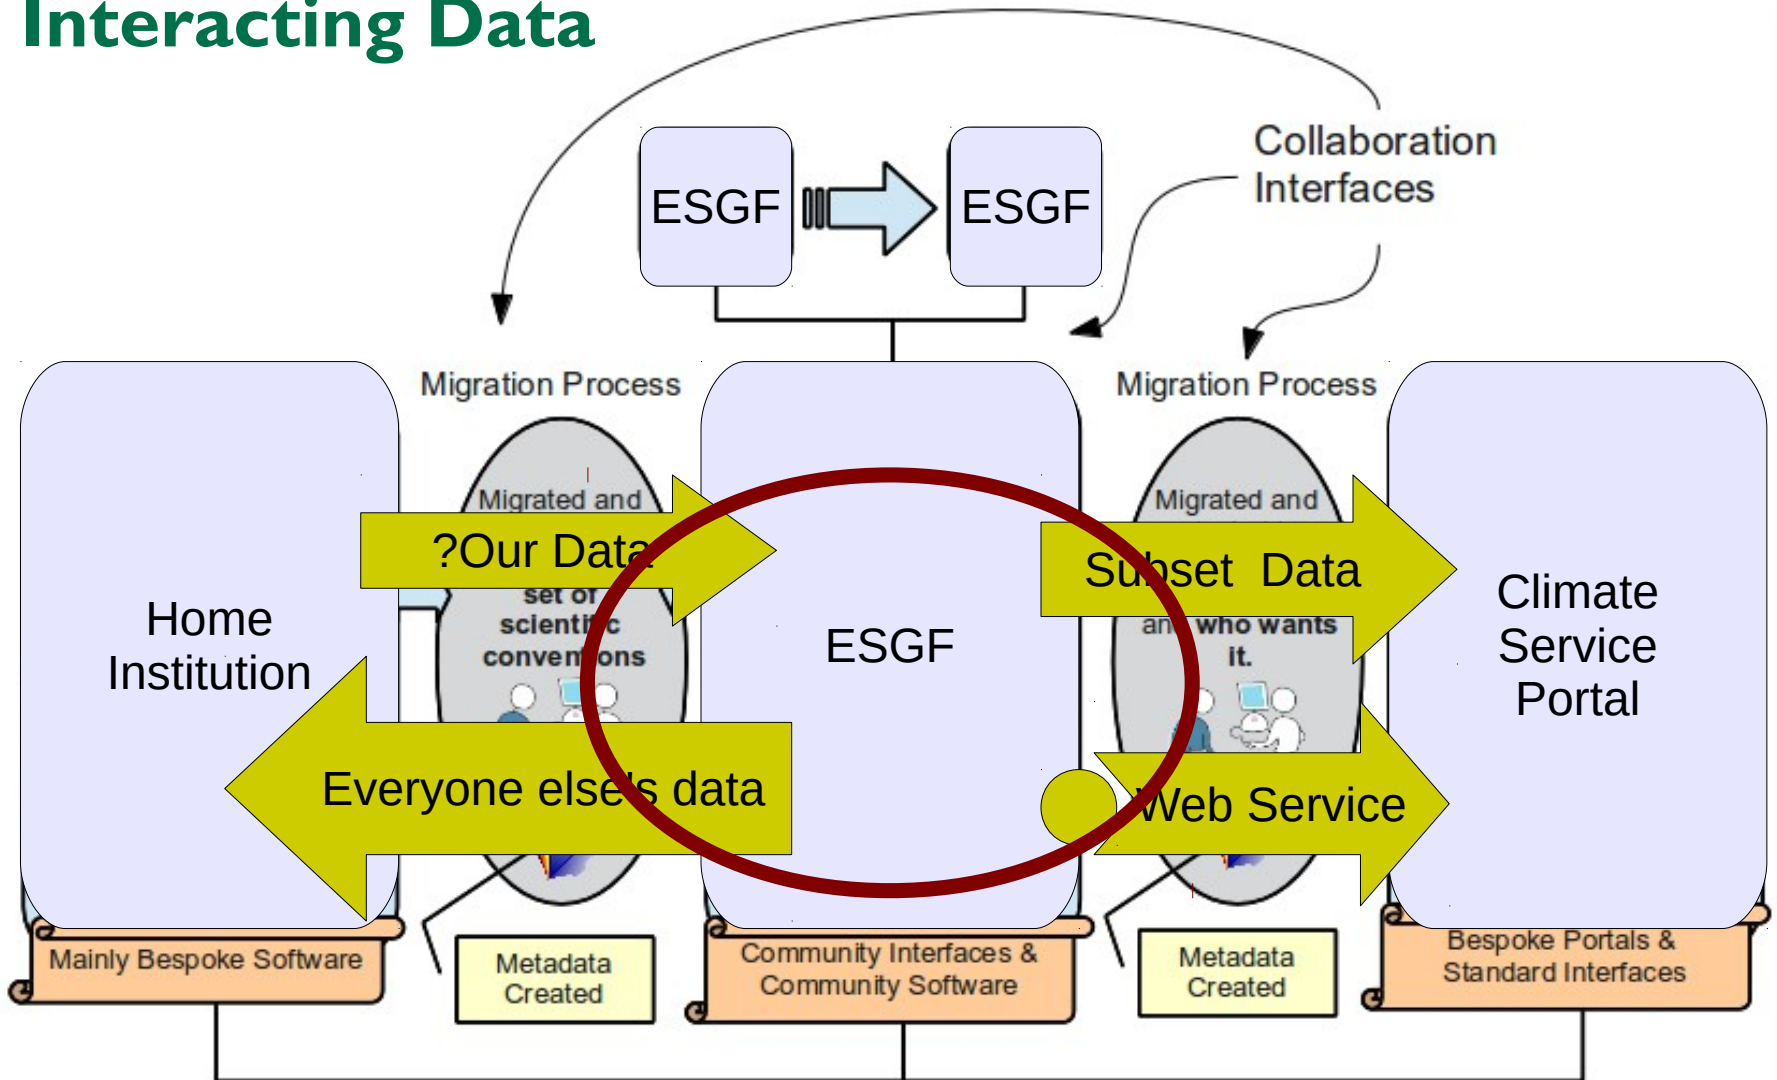 Interacting Data
Collaboration
Interfaces
ESGF
ESGF
Migration Process
Migration Process
Migrated and
Migrated and
?Our Data
Subset  Data
set of
scientific
conventions
and who wants
it.
Home
Institution
ESGF
Climate
Service
Portal
Everyone else's data
Web Service
Mainly Bespoke Software
Metadata
Created
Community Interfaces &
Community Software
Metadata
Created
Bespoke Portals &
Standard Interfaces